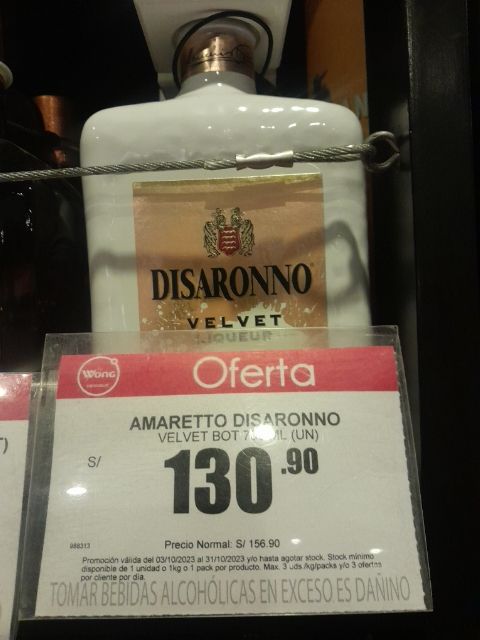 DISARONNO
VELVET
LIQUEUR
Wong
Oferta
AMARETTO DISARONNO
VELVET BOT ML (UN)
S/ 130.90
988313
Precio Normal: S/ 156.90
Promoción válida del 03/10/2023 al 31/10/2023 y/o hasta agotar stock. Stock mínimo
disponible de 1 unidad o 1kg o 1 pack por producto. Max. 3 uds./kg/packs y/o 3 ofertas
por cliente por día.
TOMAR BEBIDAS ALCOHÓLICAS EN EXCESO ES DAÑINO
T)